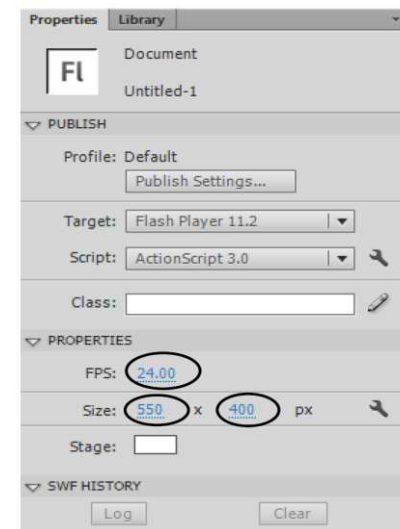 Properties Library
Fl
Document
Untitled-1
PUBLISH
Profile: Default
Publish Settings...
Target: Flash Player 11.2
Script: ActionScript 3.0
Class:
PROPERTIES
FPS: 24.00
Size: 550 x 400 px
Stage:
SWF HISTORY
Log Clear